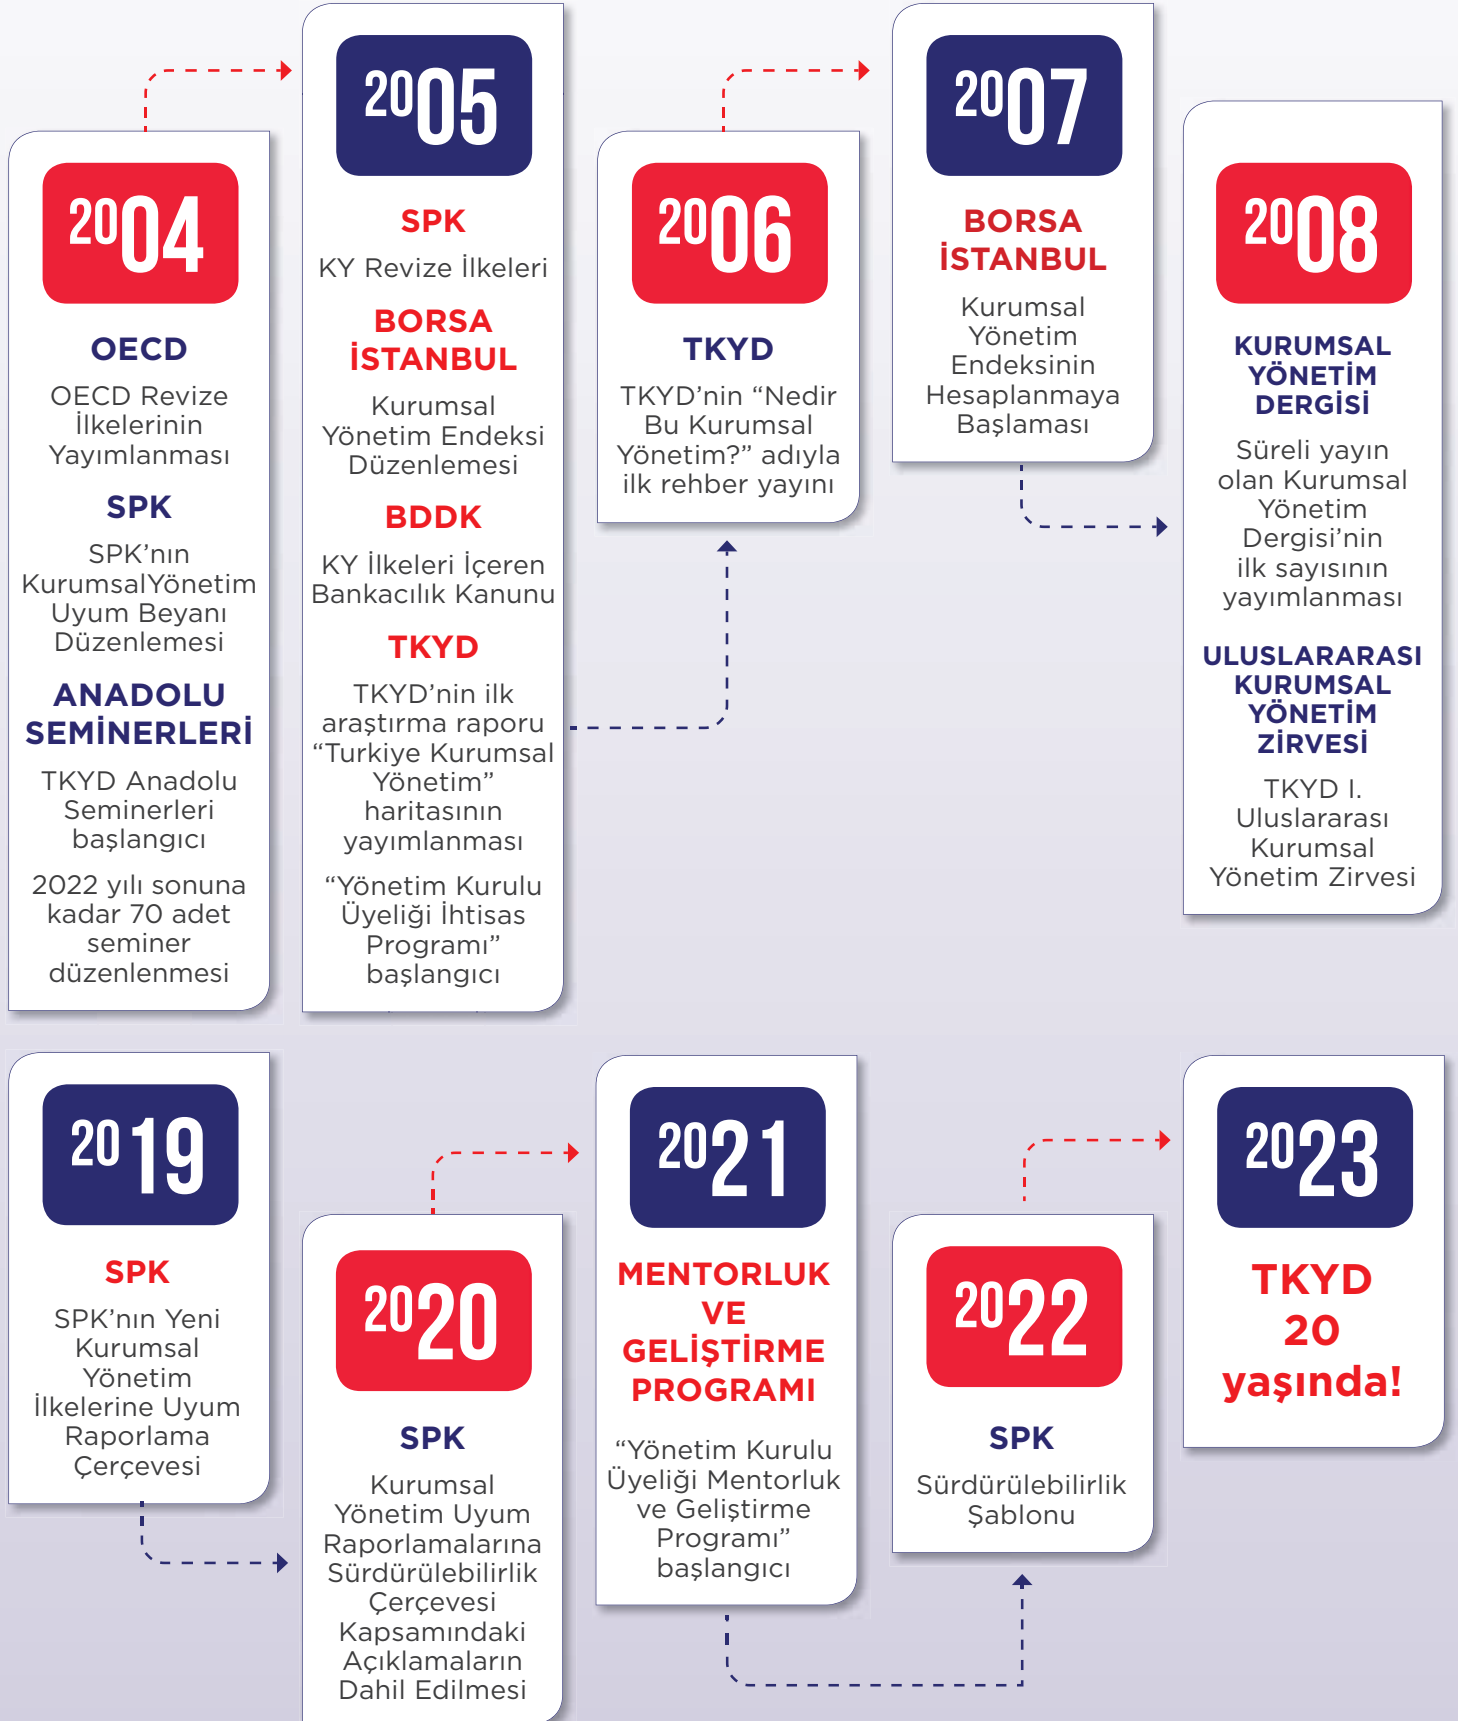 2004
OECD
OECD Revize
İlkelerinin
Yayımlanması
SPK
SPK’nın
KurumsalYönetim
Uyum Beyanı
Düzenlemesi
ANADOLU
SEMİNERLERİ
TKYD Anadolu
Seminerleri
başlangıcı
2022 yılı sonuna
kadar 70 adet
seminer
düzenlenmesi
2005
SPK
KY Revize İlkeleri
BORSA
İSTANBUL
Kurumsal
Yönetim Endeksi
Düzenlemesi
BDDK
KY İlkeleri İçeren
Bankacılık Kanunu
TKYD
TKYD’nin ilk
araştırma raporu
“Turkiye Kurumsal
Yönetim”
haritasının
yayımlanması
“Yönetim Kurulu
Üyeliği İhtisas
Programı”
başlangıcı
2006
TKYD
TKYD’nin “Nedir
Bu Kurumsal
Yönetim?” adıyla
ilk rehber yayını
2007
BORSA
İSTANBUL
Kurumsal
Yönetim
Endeksinin
Hesaplanmaya
Başlaması
2008
KURUMSAL
YÖNETİM
DERGİSİ
Süreli yayın
olan Kurumsal
Yönetim
Dergisi’nin
ilk sayısının
yayımlanması
ULUSLARARASI
KURUMSAL
YÖNETİM
ZİRVESİ
TKYD I.
Uluslararası
Kurumsal
Yönetim Zirvesi
2019
SPK
SPK’nın Yeni
Kurumsal
Yönetim
İlkelerine Uyum
Raporlama
Çerçevesi
2020
SPK
Kurumsal
Yönetim Uyum
Raporlamalarına
Sürdürülebilirlik
Çerçevesi
Kapsamındaki
Açıklamaların
Dahil Edilmesi
2021
MENTORLUK
VE
GELİŞTİRME
PROGRAMI
“Yönetim Kurulu
Üyeliği Mentorluk
ve Geliştirme
Programı”
başlangıcı
2022
SPK
Sürdürülebilirlik
Şablonu
2023
TKYD
20
yaşında!